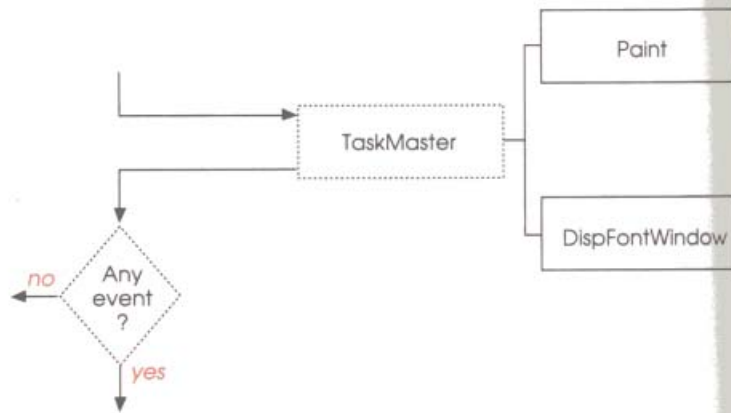 Paint
TaskMaster
DispFontWindow
Any
event
?
no
yes